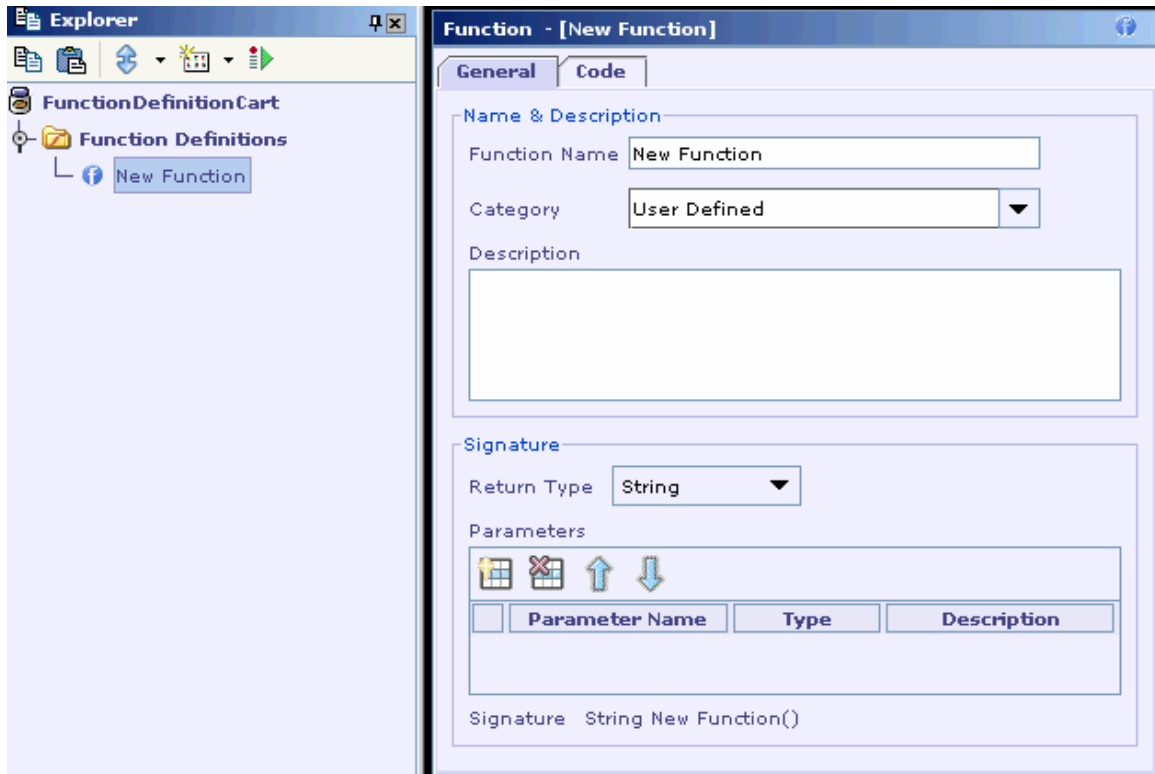 Explorer
FunctionDefinitionCart
Function Definitions
New Function
Function - [New Function]
General
Code
Name & Description
Function Name New Function
Category User Defined
Description
Signature
Return Type String
Parameters
Parameter Name Type Description
Signature String New Function()